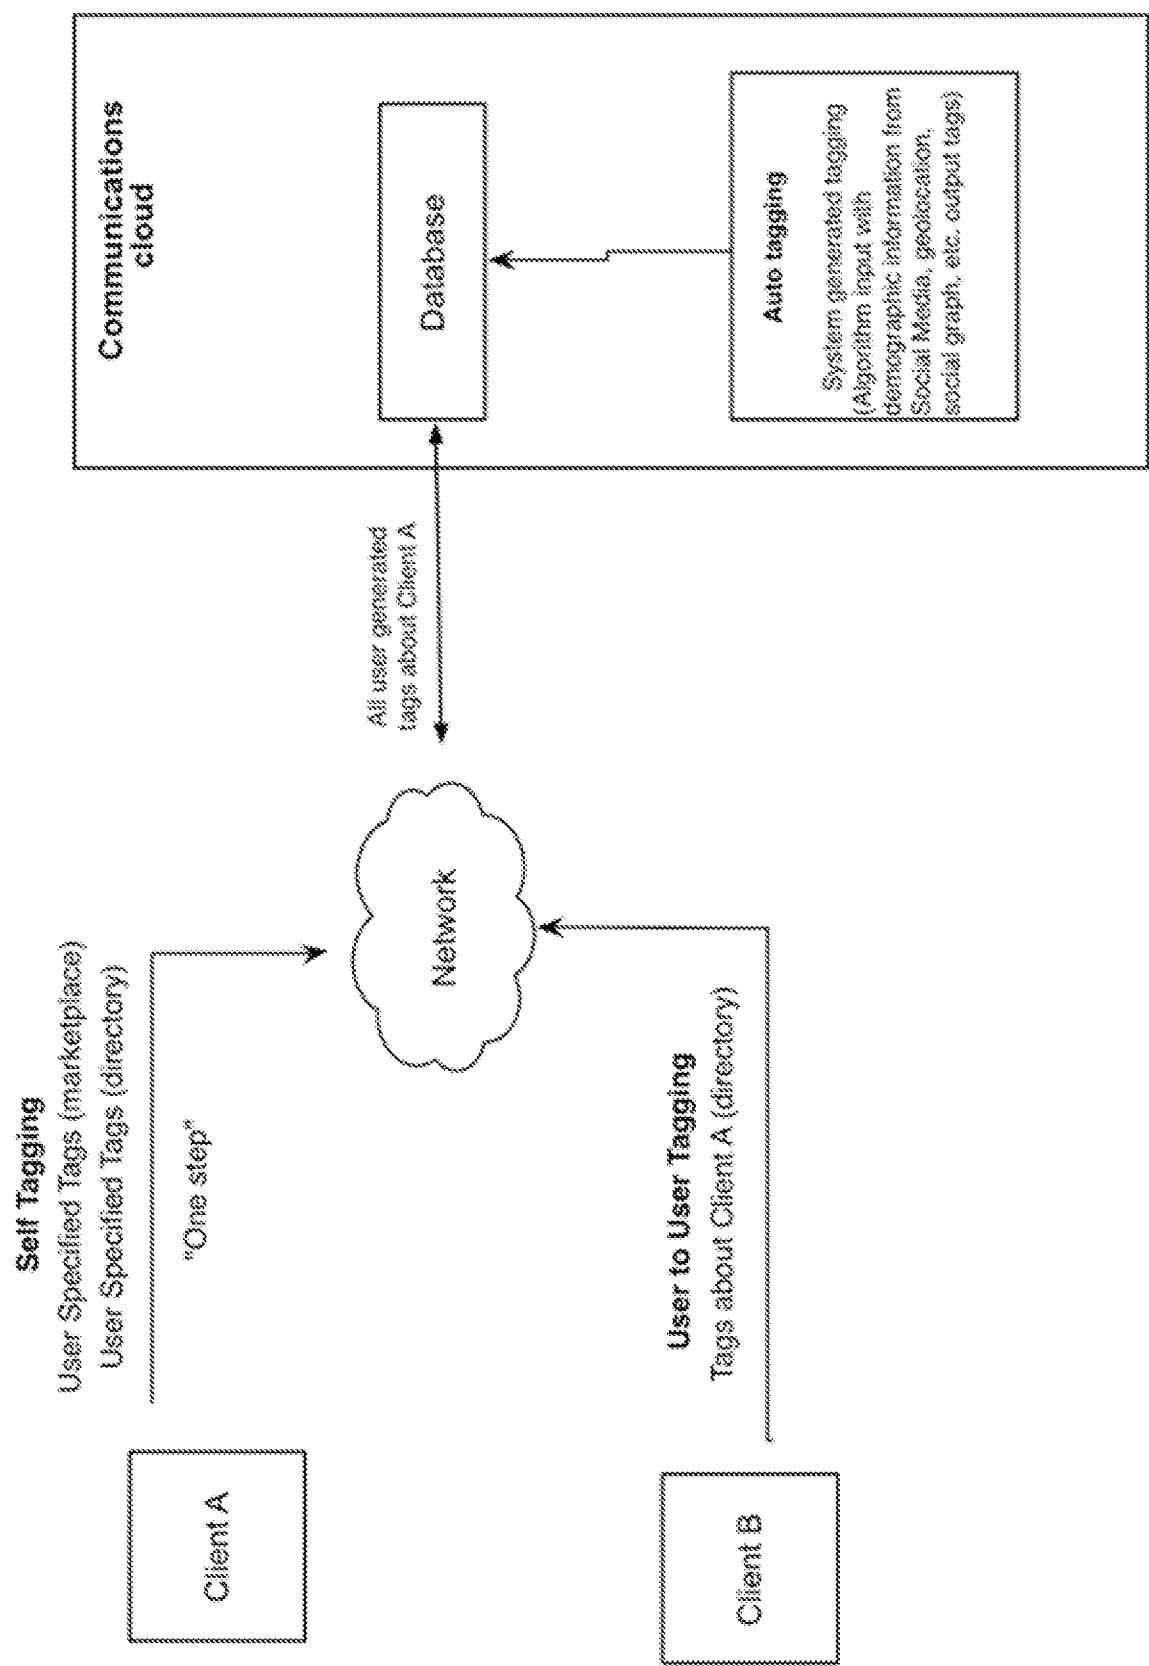 Self Tagging
User Specified Tags (marketplace)
User Specified Tags (directory)
"One step"
Client A
Network
All user generated
tags about Client A
Communications
cloud
Database
User to User Tagging
Tags about Client A (directory)
Client B
Auto tagging
System generated tagging
(Algorithm input with
demographic information from
Social Media, geolocation,
social graph, etc. output tags)